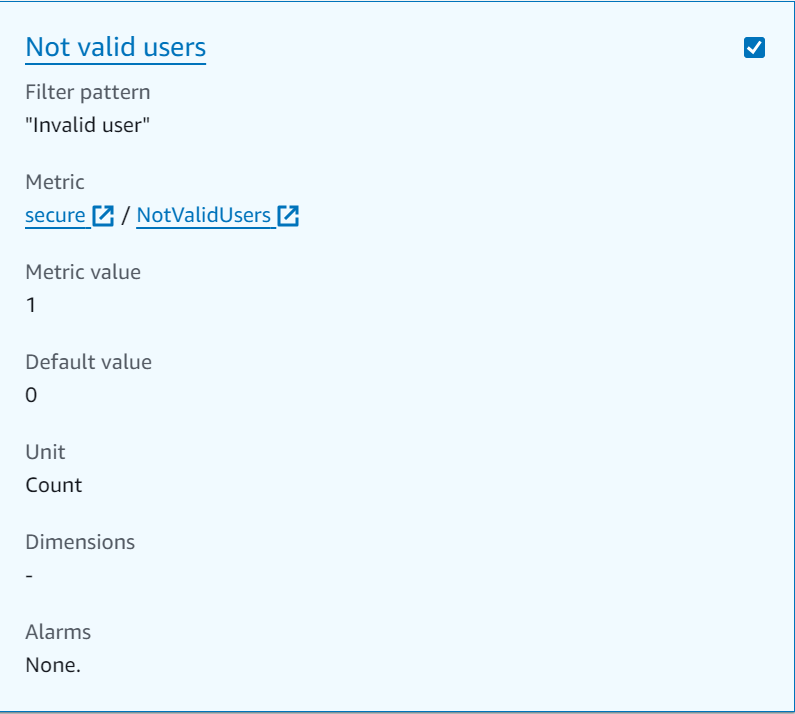 Not valid users
Filter pattern
"Invalid user"
Metric
secure / NotValidUsers
Metric value
1
Default value
0
Unit
Count
Dimensions
-
Alarms
None.